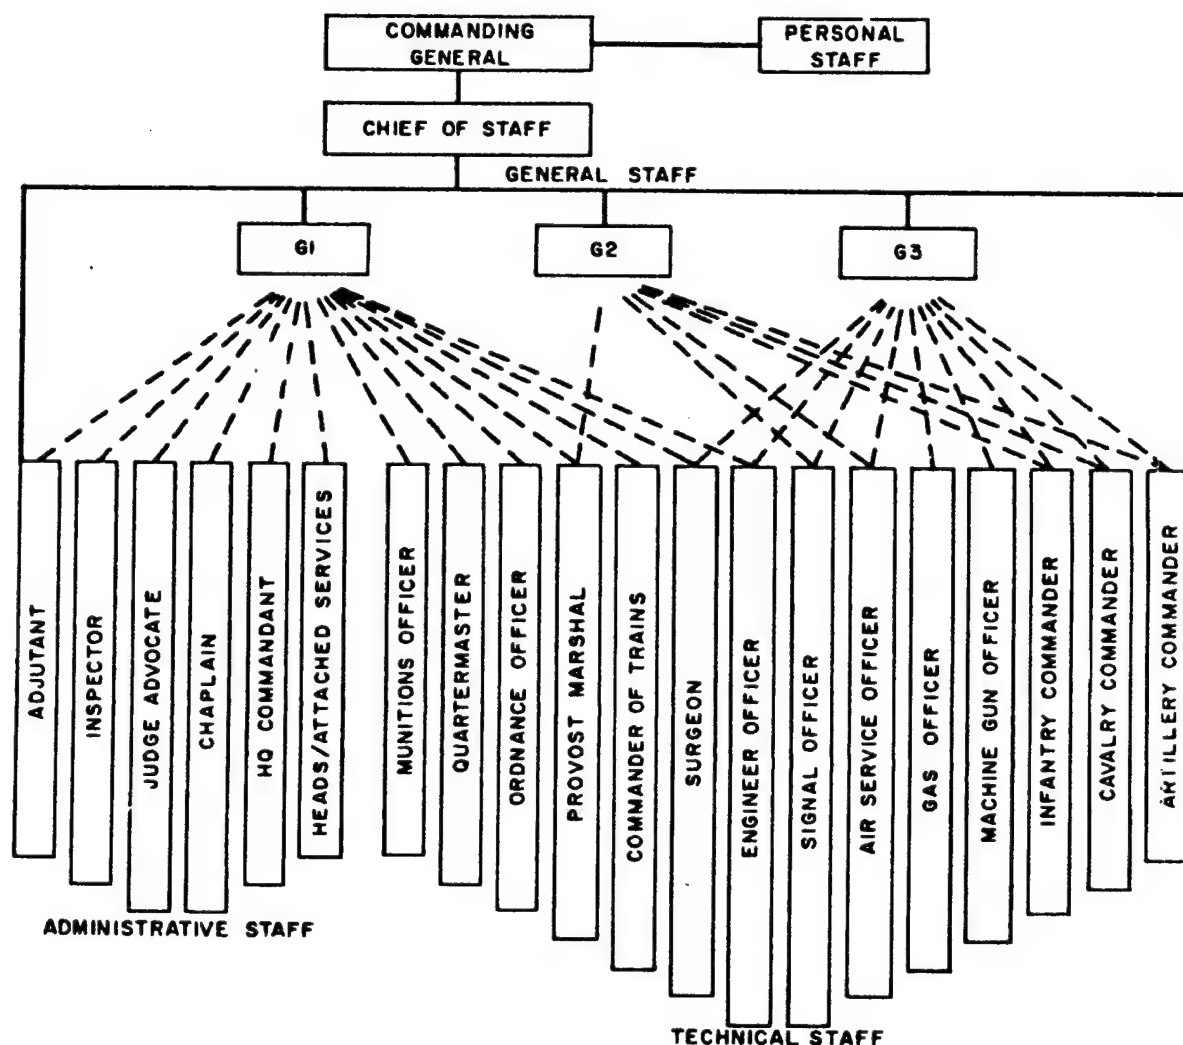 COMMANDING
GENERAL
PERSONAL
STAFF
CHIEF OF STAFF
GENERAL STAFF
G1
G2
G3
ADJUTANT
INSPECTOR
JUDGE ADVOCATE
CHAPLAIN
HQ COMMANDANT
HEADS/ATTACHED SERVICES
MUNITIONS OFFICER
QUARTERMASTER
ORDNANCE OFFICER
PROVOST MARSHAL
COMMANDER OF TRAINS
SURGEON
ENGINEER OFFICER
SIGNAL OFFICER
AIR SERVICE OFFICER
GAS OFFICER
MACHINE GUN OFFICER
INFANTRY COMMANDER
CAVALRY COMMANDER
ARTILLERY COMMANDER
ADMINISTRATIVE STAFF
TECHNICAL STAFF